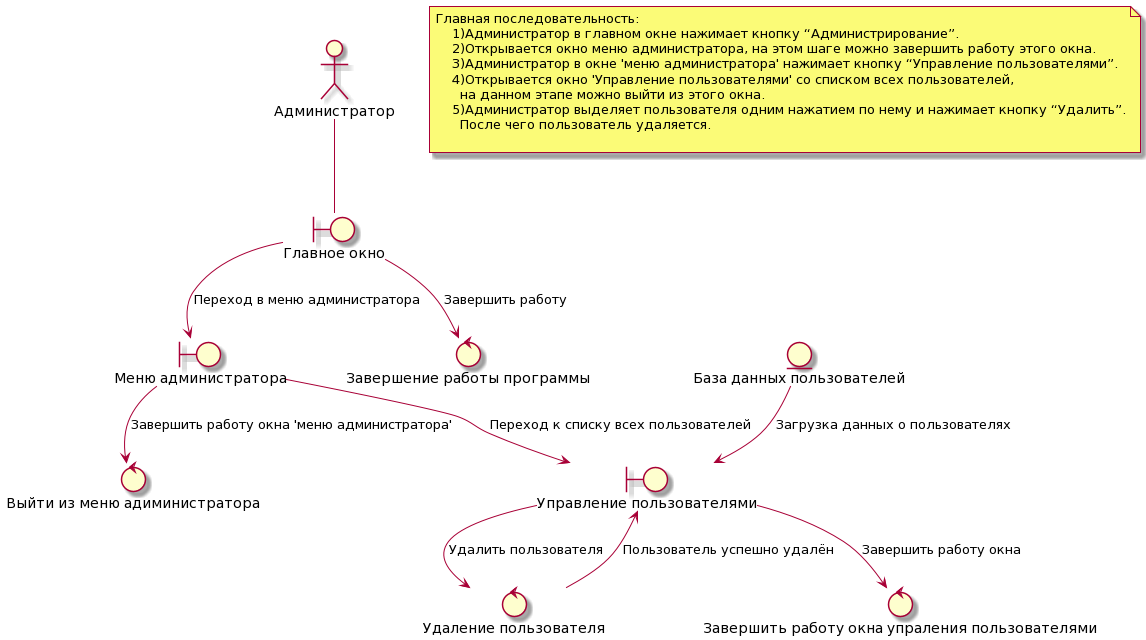 Главная последовательность:
1)Администратор в главном окне нажимает кнопку “Администрирование”.
2)Открывается окно меню администратора, на этом шаге можно завершить работу этого окна.
3)Администратор в окне 'меню администратора' нажимает кнопку “Управление пользователями”.
4)Открывается окно 'Управление пользователями' со списком всех пользователей,
на данном этапе можно выйти из этого окна.
5)Администратор выделяет пользователя одним нажатием по нему и нажимает кнопку “Удалить”.
После чего пользователь удаляется.
Администратор
Главное окно
Переход в меню администратора
Завершить работу
Меню администратора
Завершение работы программы
База данных пользователей
Завершить работу окна 'меню администратора'
Переход к списку всех пользователей
Загрузка данных о пользователях
Выйти из меню адиминистратора
Управление пользователями
Удалить пользователя
Пользователь успешно удалён
Завершить работу окна
Удаление пользователя
Завершить работу окна упраления пользователями